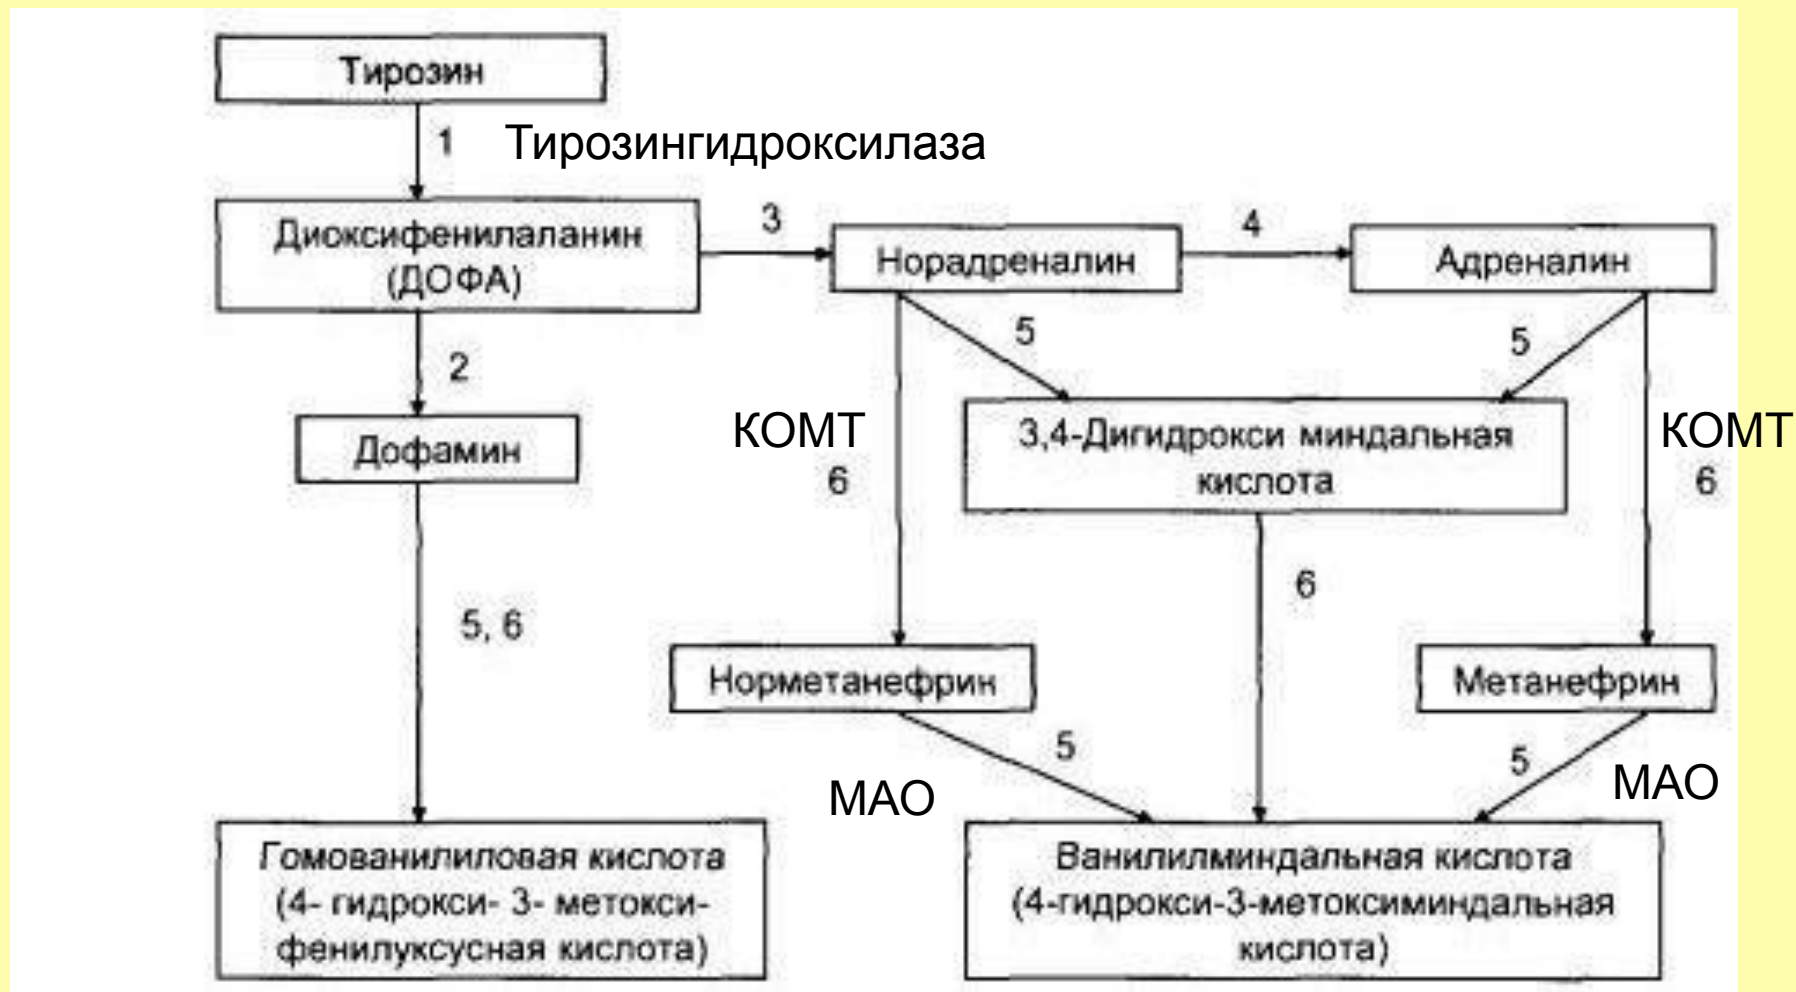 Тирозин
1
Тирозингидроксилаза
Диоксифенилаланин
(ДОФА)
3
Норадреналин
4
Адреналин
2
5
5
Дофамин
КОМТ
6
3,4-Дигидрокси миндальная
кислота
КОМТ
6
5, 6
6
Норметанефрин
Метанефрин
5
МАО
5
МАО
Гомованилиловая кислота
(4- гидрокси- 3- метокси-
фенилуксусная кислота)
Ванилилминдальная кислота
(4-гидрокси-3-метоксиминдальная
кислота)